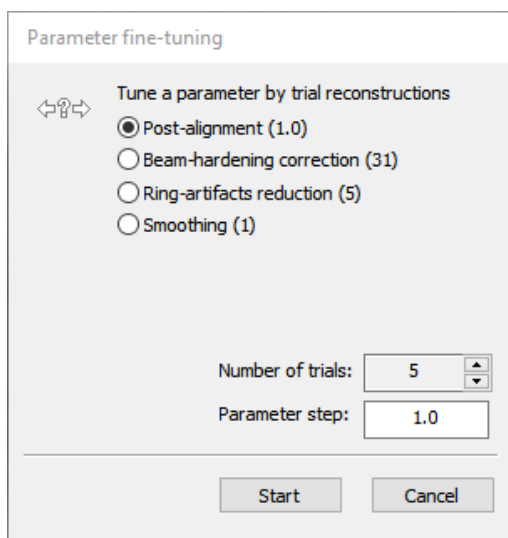 Parameter fine-tuning
Tune a parameter by trial reconstructions
Post-alignment (1.0)
Beam-hardening correction (31)
Ring-artifacts reduction (5)
Smoothing (1)
Number of trials: 5
Parameter step: 1.0
Start Cancel